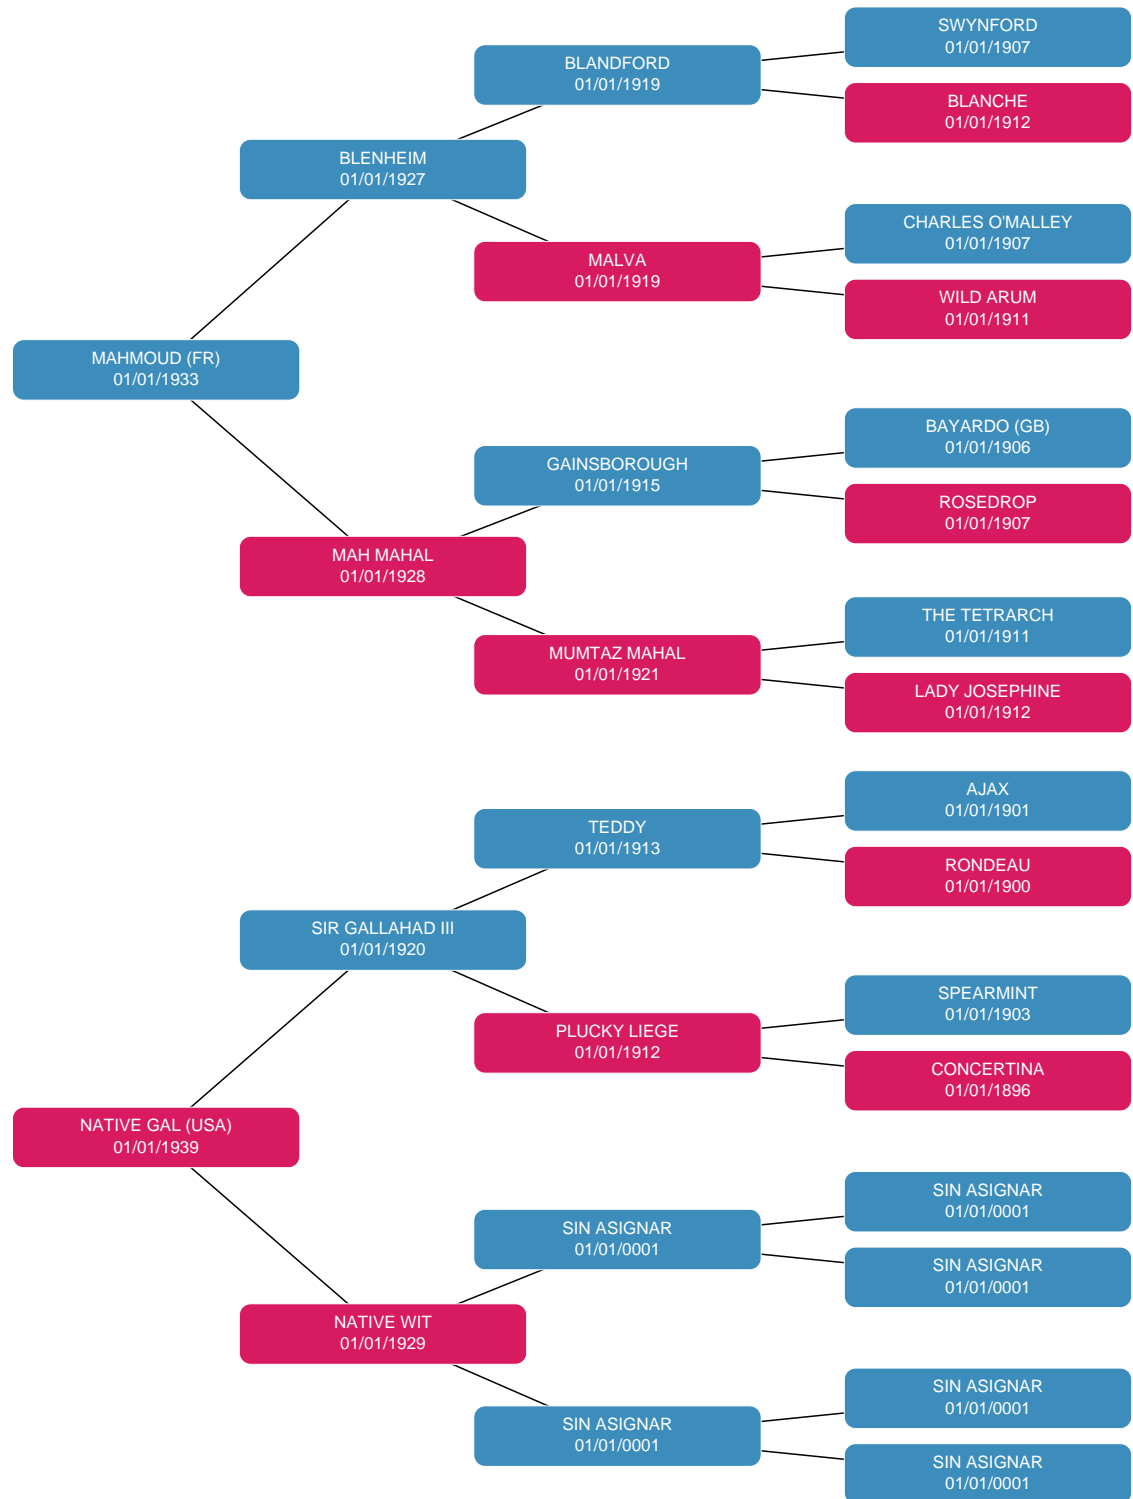 SWYNFORD
01/01/1907
BLANDFORD
01/01/1919
BLANCHE
01/01/1912
BLENHEIM
01/01/1927
CHARLES O'MALLEY
01/01/1907
MALVA
01/01/1919
WILD ARUM
01/01/1911
MAHMOUD (FR)
01/01/1933
BAYARDO (GB)
01/01/1906
GAINSBOROUGH
01/01/1915
ROSEDROP
01/01/1907
MAH MAHAL
01/01/1928
THE TETRARCH
01/01/1911
MUMTAZ MAHAL
01/01/1921
LADY JOSEPHINE
01/01/1912
AJAX
01/01/1901
TEDDY
01/01/1913
RONDEAU
01/01/1900
SIR GALLAHAD III
01/01/1920
SPEARMINT
01/01/1903
PLUCKY LIEGE
01/01/1912
CONCERTINA
01/01/1896
NATIVE GAL (USA)
01/01/1939
SIN ASIGNAR
01/01/0001
SIN ASIGNAR
01/01/0001
SIN ASIGNAR
01/01/0001
NATIVE WIT
01/01/1929
SIN ASIGNAR
01/01/0001
SIN ASIGNAR
01/01/0001
SIN ASIGNAR
01/01/0001